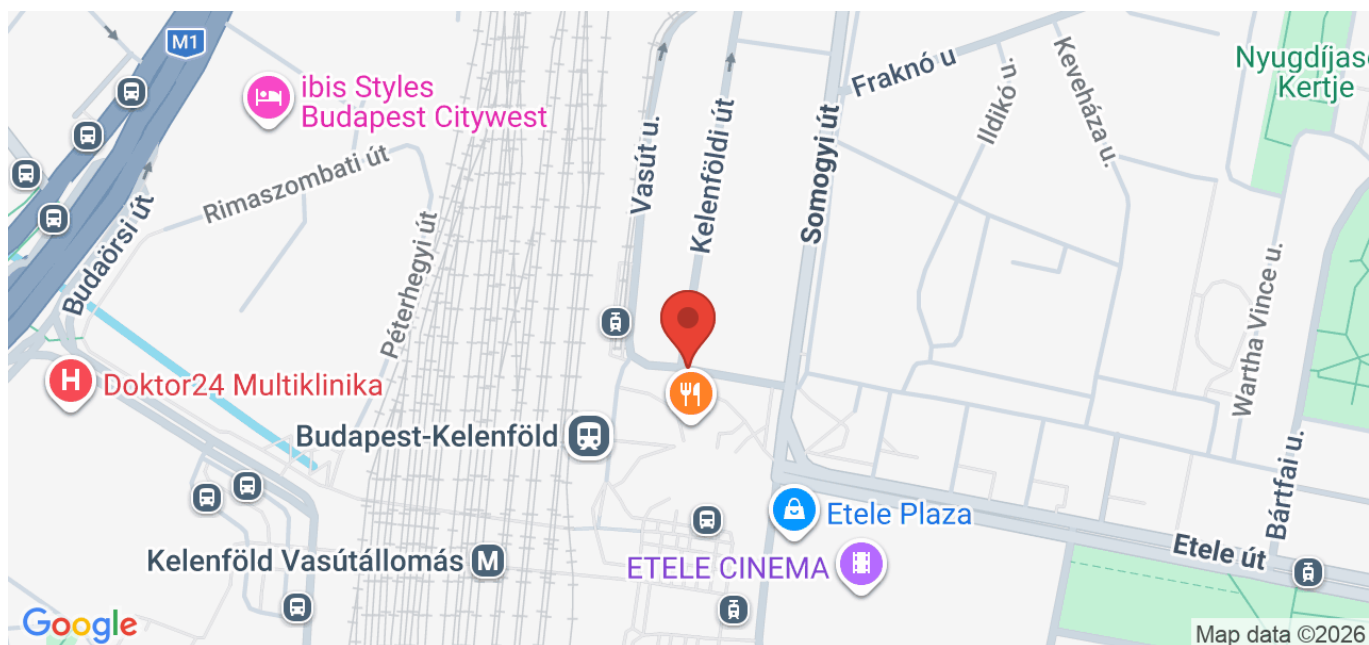 M1
ibis Styles
Budapest Citywest
Rimaszombati út
Budaörsi út
Péterhegyi út
Vasút u.
Kelenföldi út
Somogyi út
Fraknó u
Ildikó u.
Keveháza u.
Nyugdíjaso
Kertje
Wartha Vince u.
Bártfai u.
H
Doktor24 Multiklinika
Budapest-Kelenföld
Kelenföld Vasútállomás
M
Etele Plaza
ETELE CINEMA
Etele út
Google
Map data ©2026